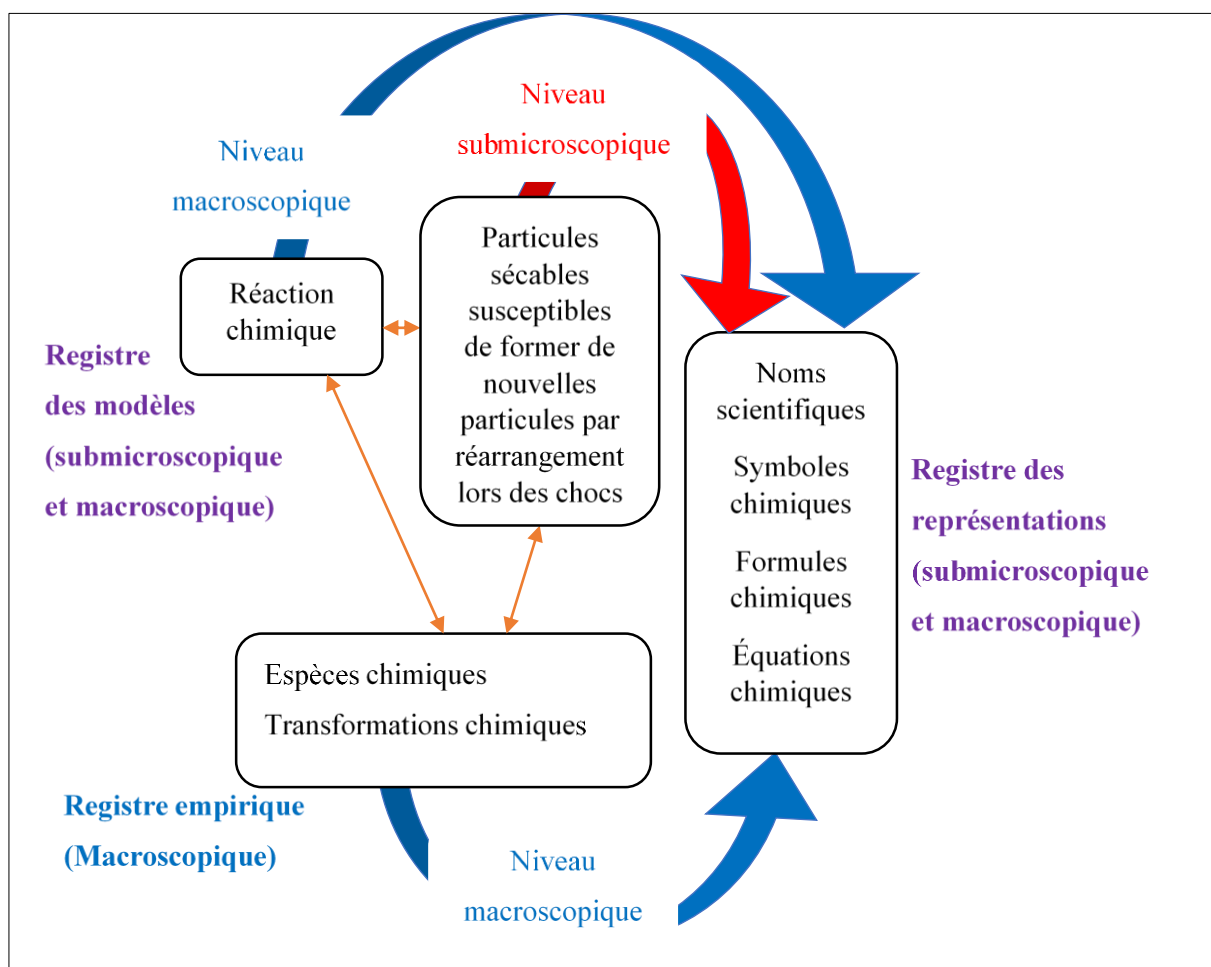 Niveau
submicroscopique
Niveau
macroscopique
Particules
sécables
susceptibles
de former de
nouvelles
particules par
réarrangement
lors des chocs
Réaction
chimique
Registre
des modèles
(submicroscopique
et macroscopique)
Noms
scientifiques
Symboles
chimiques
Formules
chimiques
Équations
chimiques
Registre des
représentations
(submicroscopique
et macroscopique)
Espèces chimiques
Transformations chimiques
Registre empirique
(Macroscopique)
Niveau
macroscopique